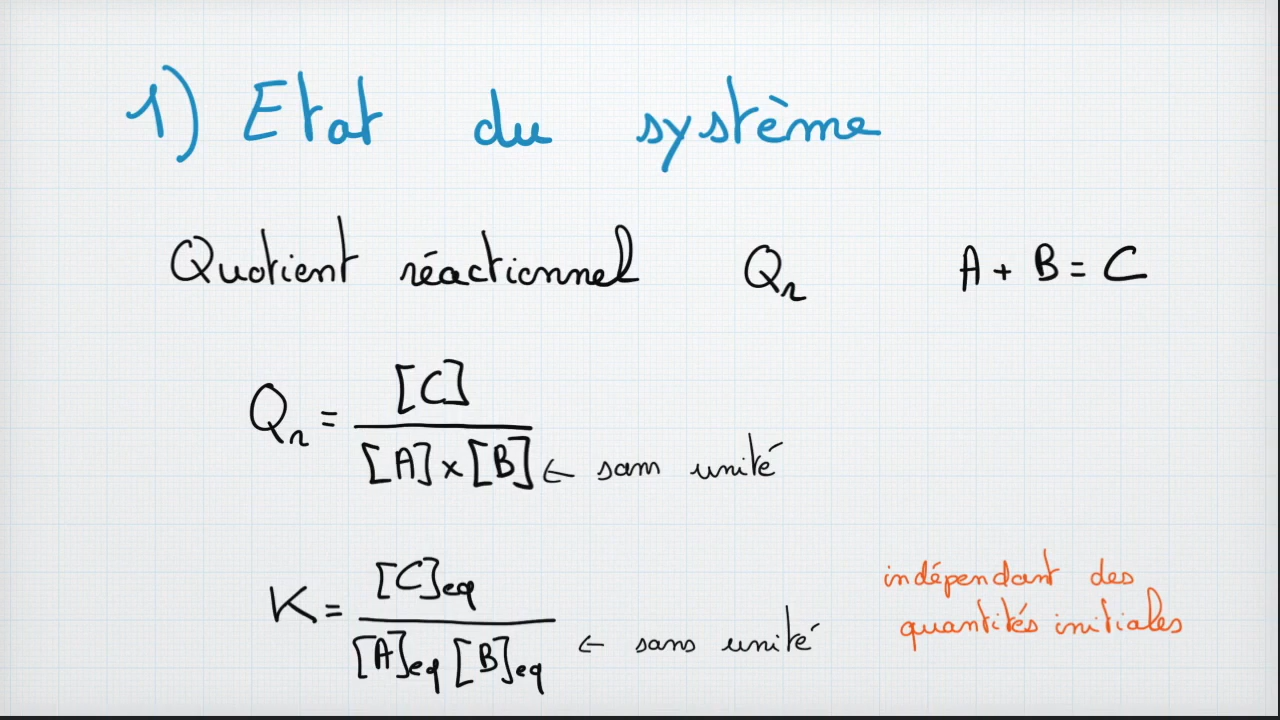 1) Etat du système
Quotient réactionnel Qr A + B = C
Qr = [C] / [A] x [B] ← sans unité
K = [C]eq / [A]eq [B]eq ← sans unité
indépendant des
quantités initiales